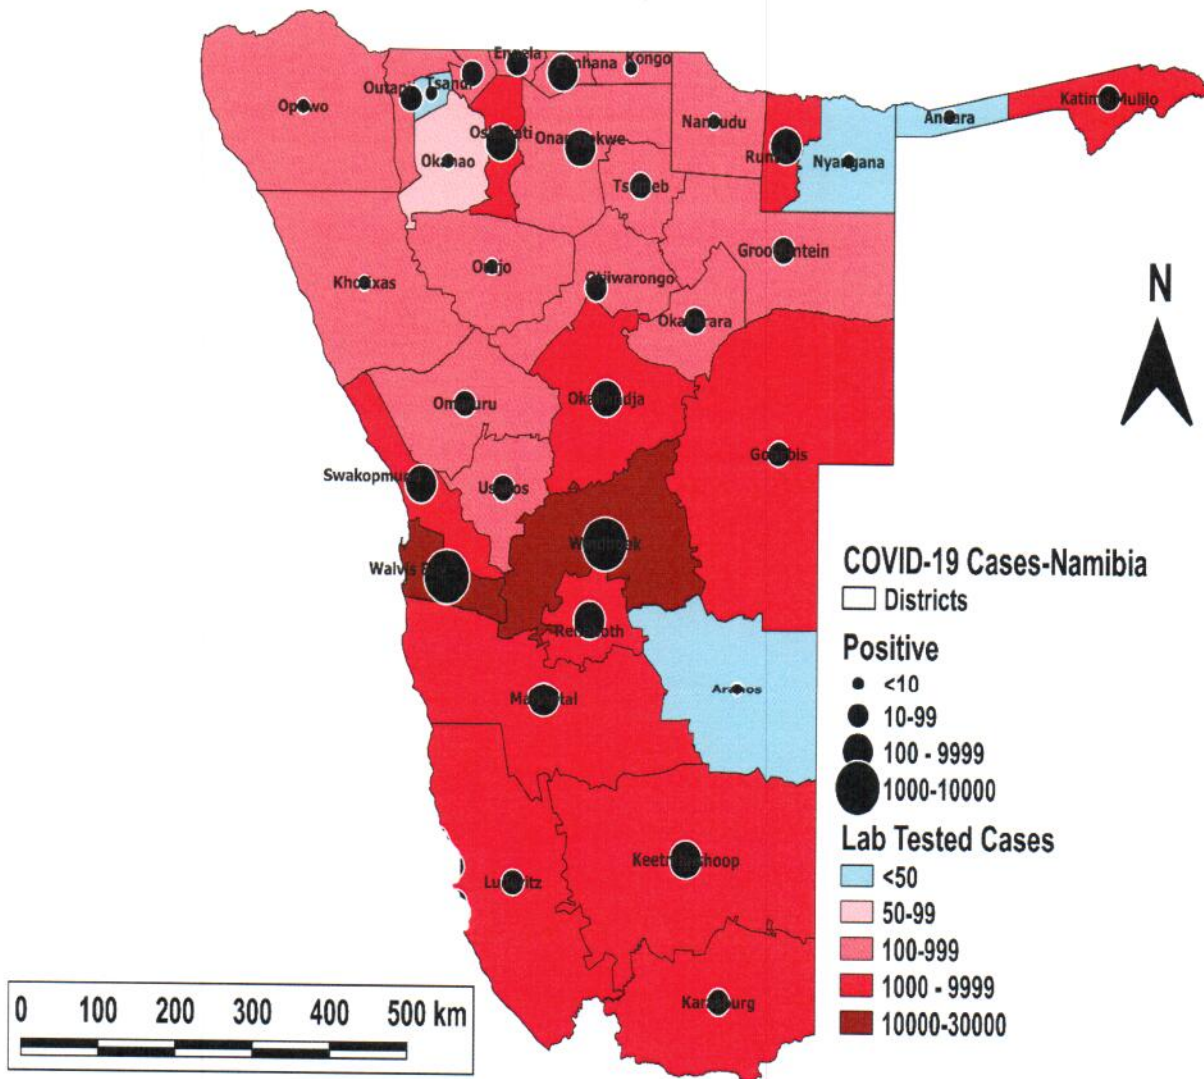 Eenhana
Kongo
Outapi
Tsandi
Opuwo
Katima Mulilo
Andara
Oshakati
Onandjokwe
Nankudu
Rundu
Nyangana
Okahao
Tsumeb
Grootfontein
Outjo
Khorixas
Otjiwarongo
Okakarara
N
Omaruru
Okahandja
Gobabis
Swakopmund
Usakos
Windhoek
Walvis Bay
Rehoboth
Mariental
Aranos
Keetmanshoop
Luderitz
Karasburg
COVID-19 Cases-Namibia
Districts
Positive
<10
10-99
100 - 9999
1000-10000
Lab Tested Cases
<50
50-99
100-999
1000 - 9999
10000-30000
0 100 200 300 400 500 km